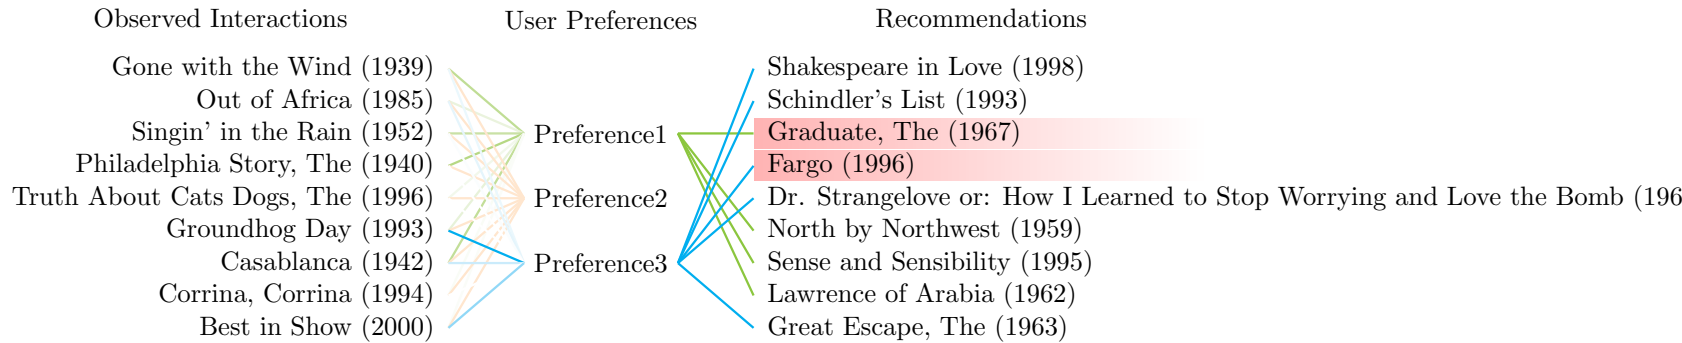 Observed Interactions
User Preferences
Recommendations
Gone with the Wind (1939)
Out of Africa (1985)
Singin' in the Rain (1952)
Philadelphia Story, The (1940)
Truth About Cats Dogs, The (1996)
Groundhog Day (1993)
Casablanca (1942)
Corrina, Corrina (1994)
Best in Show (2000)
Preference1
Preference2
Preference3
Shakespeare in Love (1998)
Schindler's List (1993)
Graduate, The (1967)
Fargo (1996)
Dr. Strangelove or: How I Learned to Stop Worrying and Love the Bomb (196
North by Northwest (1959)
Sense and Sensibility (1995)
Lawrence of Arabia (1962)
Great Escape, The (1963)